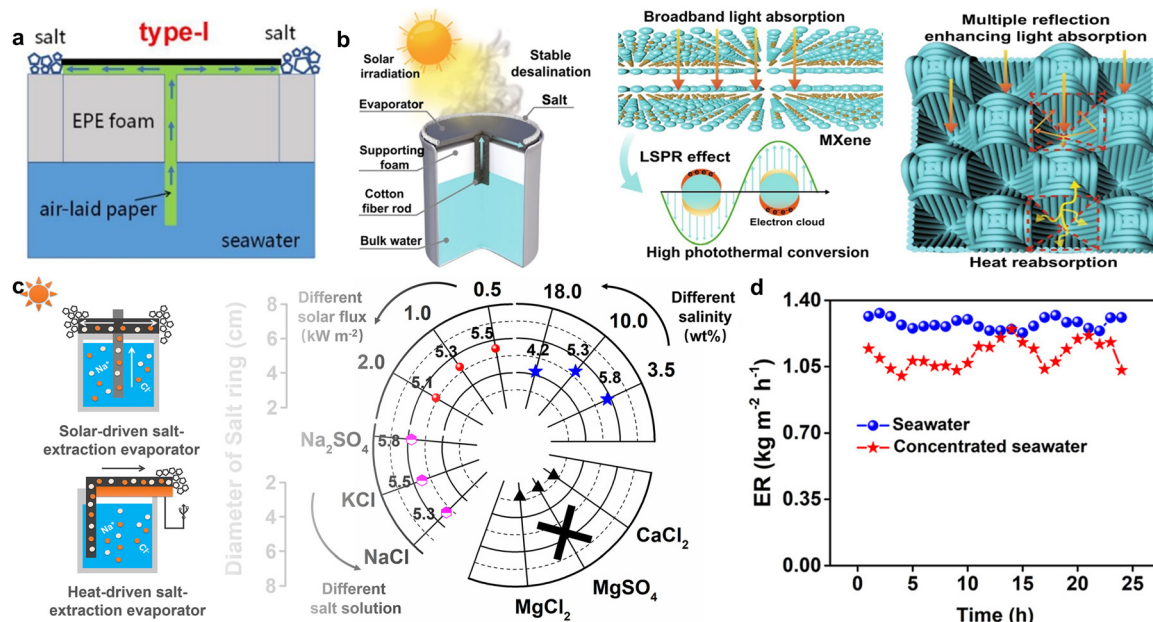 a
type-I
salt
salt
EPE foam
air-laid paper
seawater
b
Solar
irradiation
Stable
desalination
Evaporator
Salt
Supporting
foam
Cotton
fiber rod
Bulk water
Broadband light absorption
MXene
LSPR effect
Electron cloud
High photothermal conversion
Multiple reflection
enhancing light absorption
Heat reabsorption
c
Na⁺
Cl⁻
Solar-driven salt-
extraction evaporator
Na⁺
Cl⁻
Heat-driven salt-
extraction evaporator
Diameter of Salt ring (cm)
8
6
4
2
2
4
6
8
Different
solar flux
(kW m⁻²)
0.5
1.0
2.0
5.5
5.3
5.1
18.0
10.0
3.5
Different
salinity
(wt%)
4.2
5.3
5.8
Na₂SO₄
KCl
NaCl
5.8
5.5
5.3
Different
salt solution
CaCl₂
MgSO₄
MgCl₂
d
ER (kg m⁻² h⁻¹)
1.40
1.05
0.70
0.35
0.00
Seawater
Concentrated seawater
0
5
10
15
20
25
Time (h)